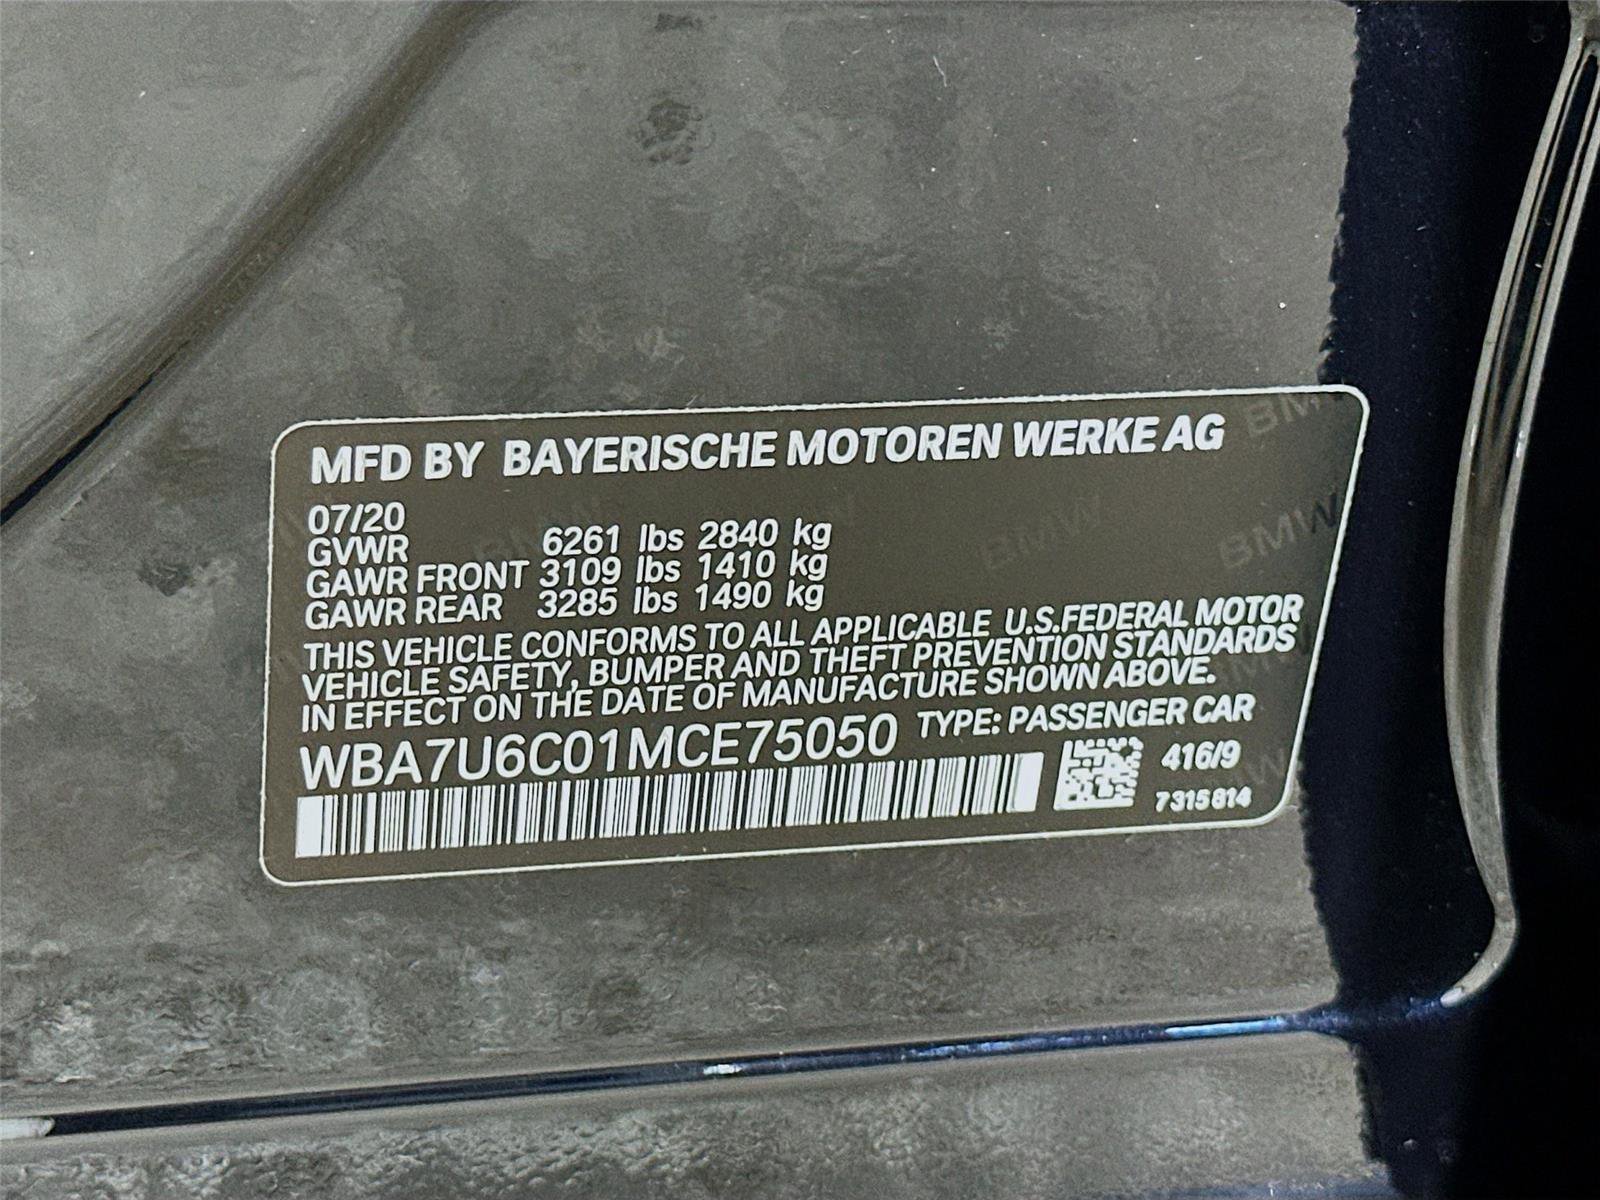 MFD BY BAYERISCHE MOTOREN WERKE AG
07/20
GVWR 6261 lbs 2840 kg
GAWR FRONT 3109 lbs 1410 kg
GAWR REAR 3285 lbs 1490 kg
THIS VEHICLE CONFORMS TO ALL APPLICABLE U.S.FEDERAL MOTOR
VEHICLE SAFETY, BUMPER AND THEFT PREVENTION STANDARDS
IN EFFECT ON THE DATE OF MANUFACTURE SHOWN ABOVE.
WBA7U6C01MCE75050 TYPE: PASSENGER CAR
416/9
7315814